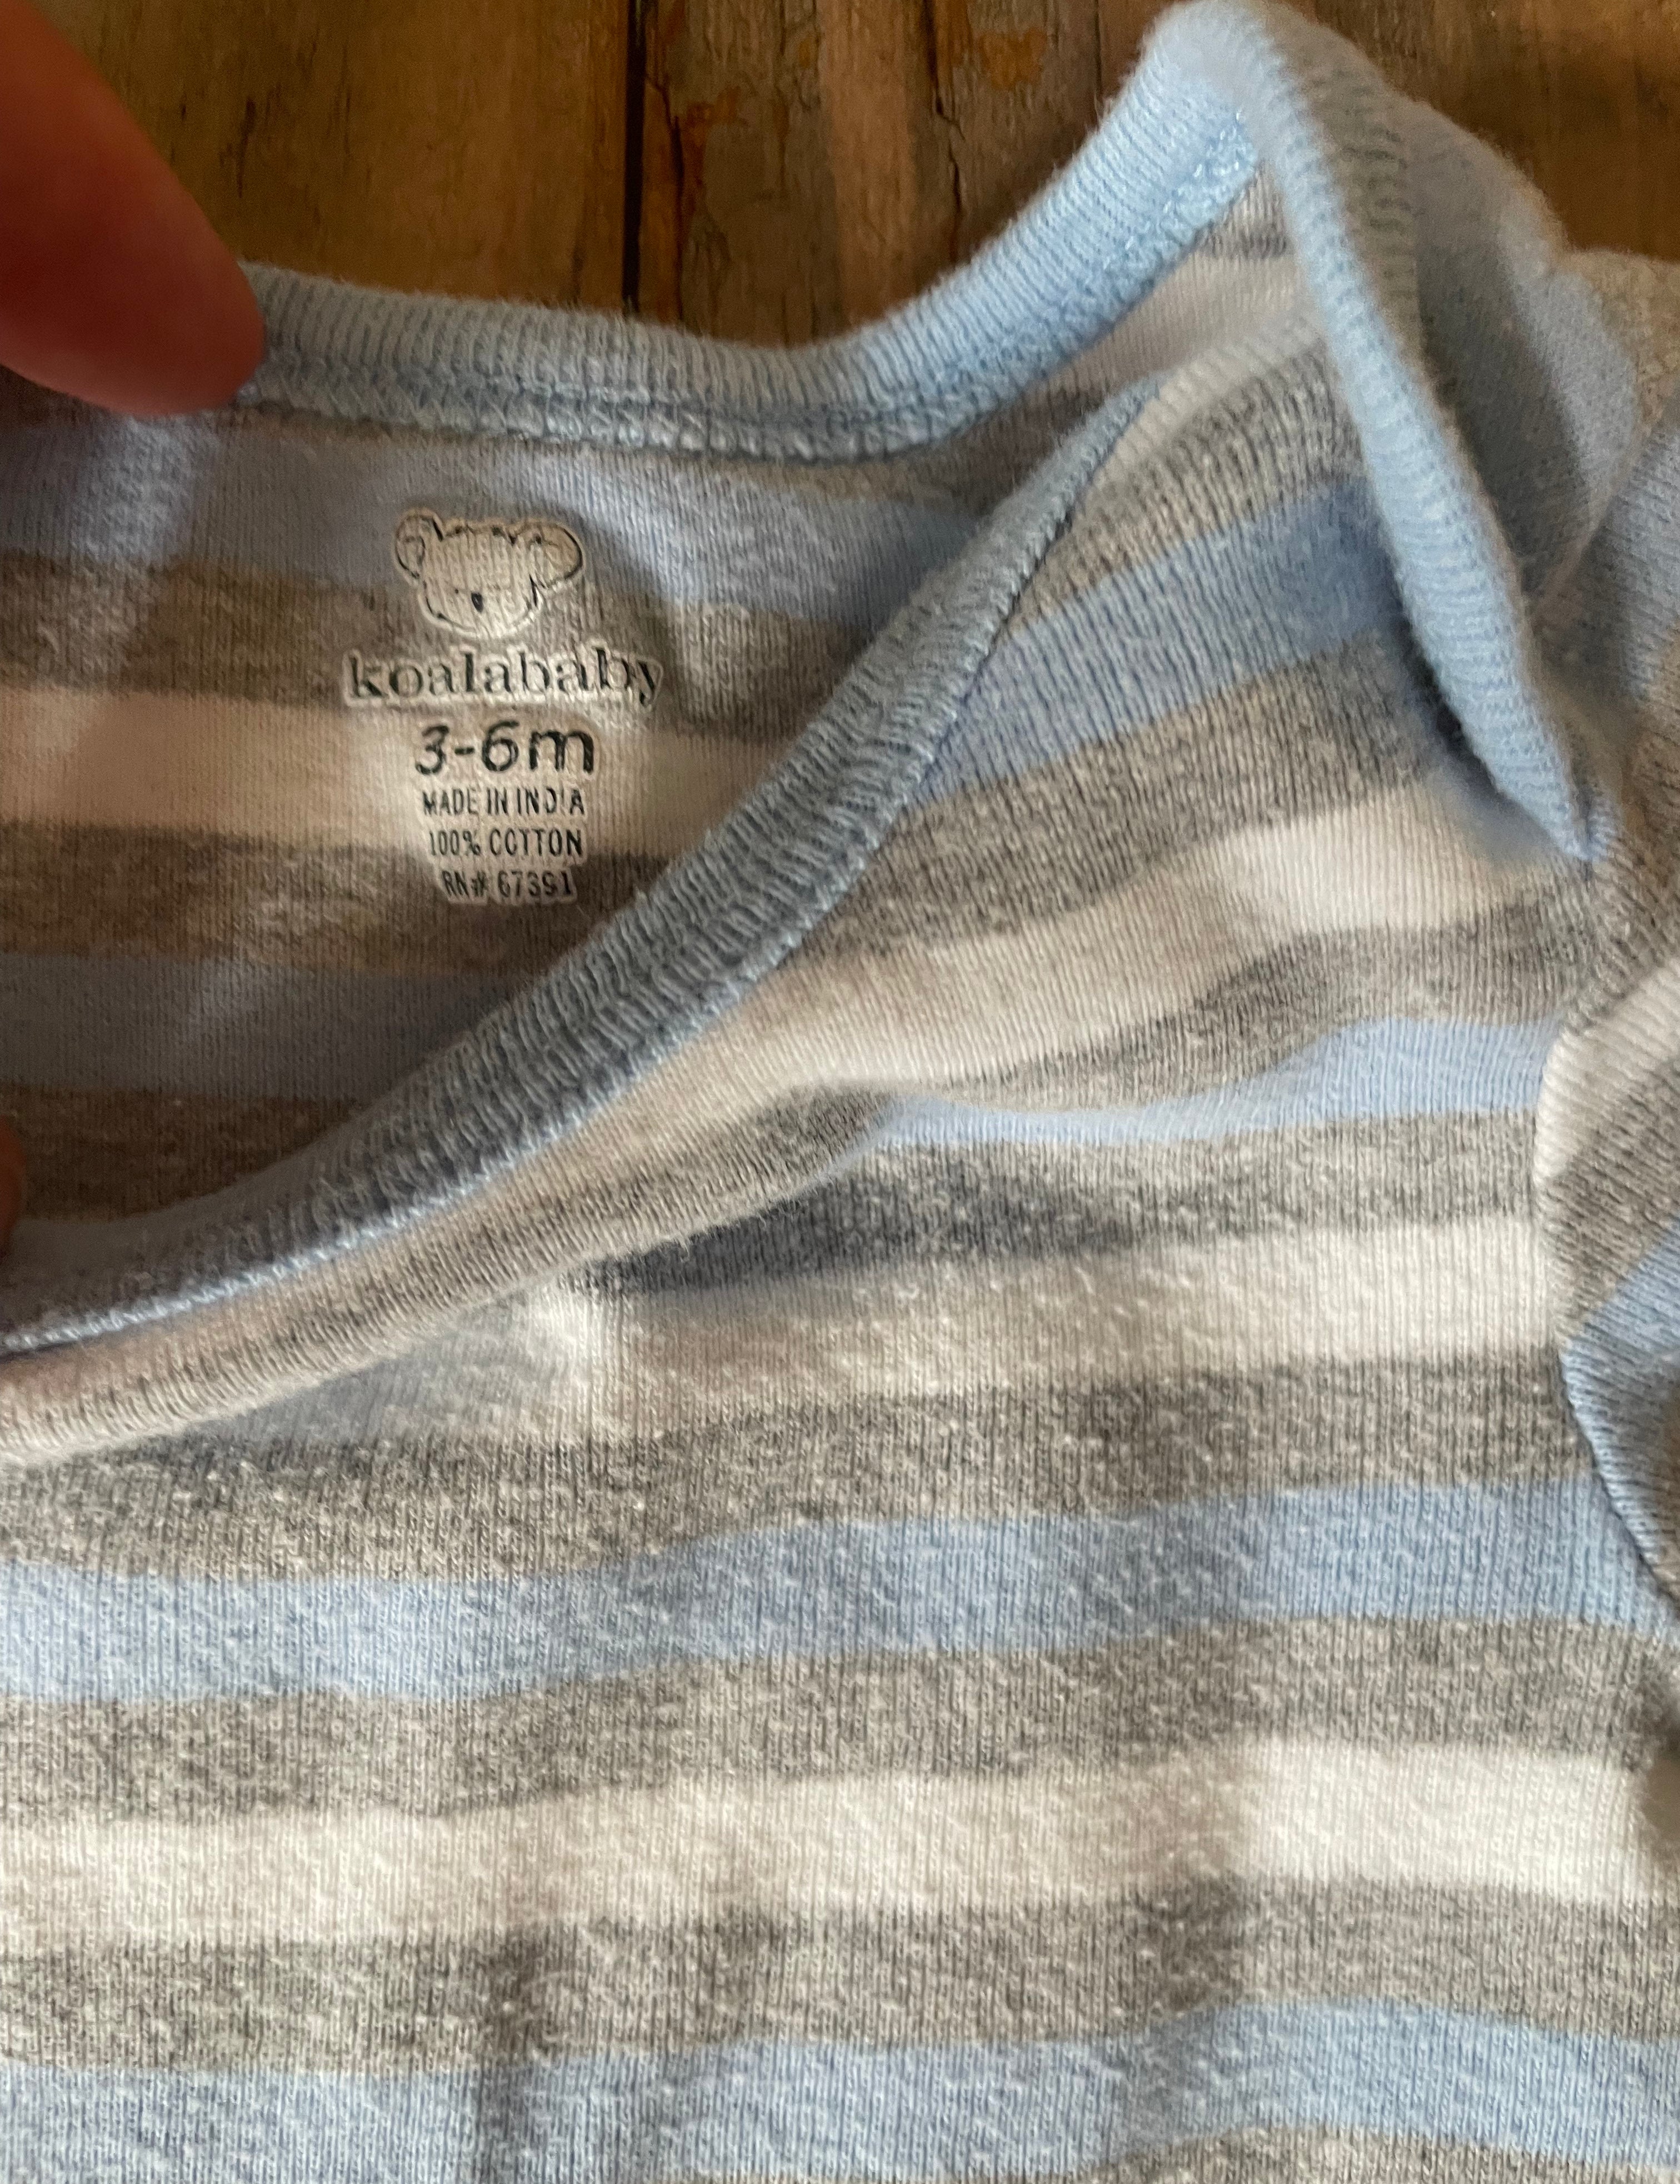 koalababy
3-6m
MADE IN INDIA
100% COTTON
RN# 67391